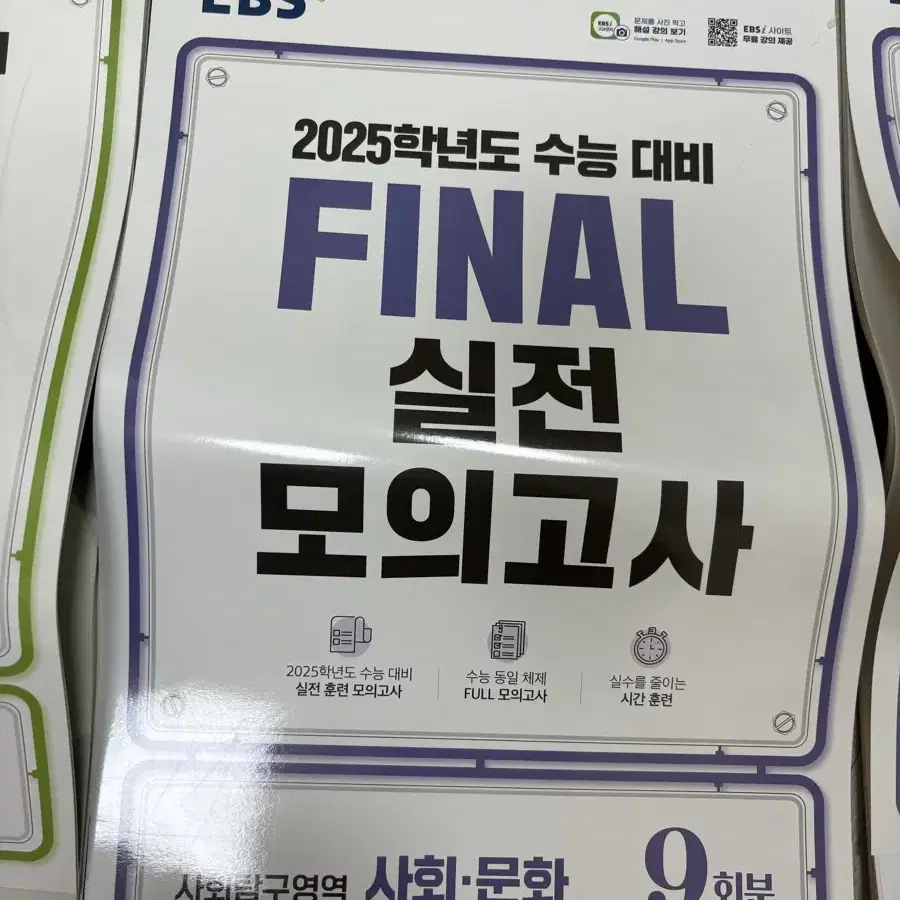 EBS
문제를 사진 찍고
해설 강의 보기
Google Play | App Store
EBSi 사이트
무료 강의 제공
2025학년도 수능 대비
FINAL
실전
모의고사
2025학년도 수능 대비
실전 훈련 모의고사
수능 동일 체제
FULL 모의고사
실수를 줄이는
시간 훈련
사회탐구영역 사회·문화 9회분